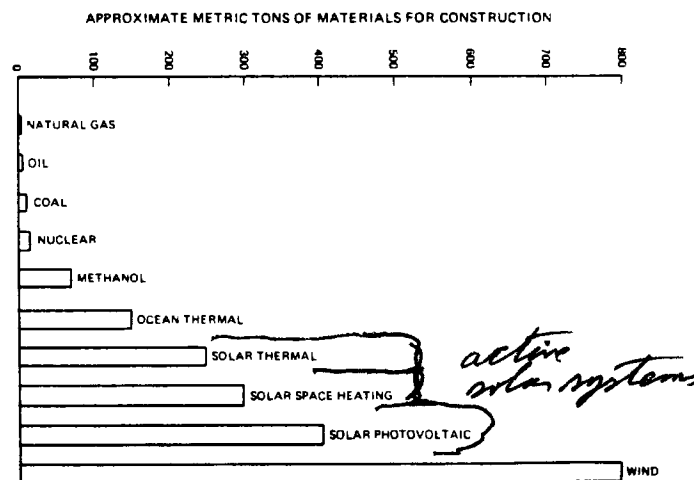 APPROXIMATE METRIC TONS OF MATERIALS FOR CONSTRUCTION
0 100 200 300 400 500 600 700 800
NATURAL GAS
OIL
COAL
NUCLEAR
METHANOL
OCEAN THERMAL
SOLAR THERMAL
active
solar systems
SOLAR SPACE HEATING
SOLAR PHOTOVOLTAIC
WIND